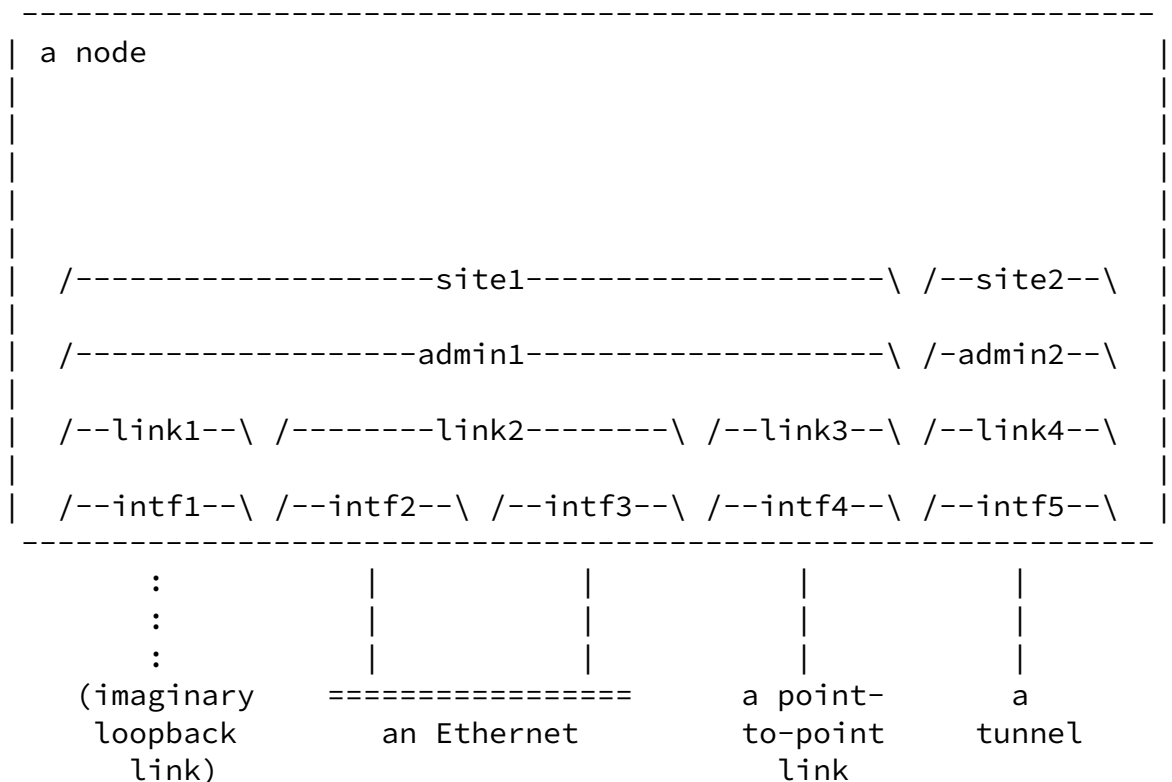 a node
/--------------------site1--------------------\ /--site2--\
/-------------------admin1--------------------\ /-admin2--\
/--link1--\ /--------link2--------\ /--link3--\ /--link4--\
/--intf1--\ /--intf2--\ /--intf3--\ /--intf4--\ /--intf5--\
(imaginary ================= a point- a
loopback an Ethernet to-point tunnel
link) link